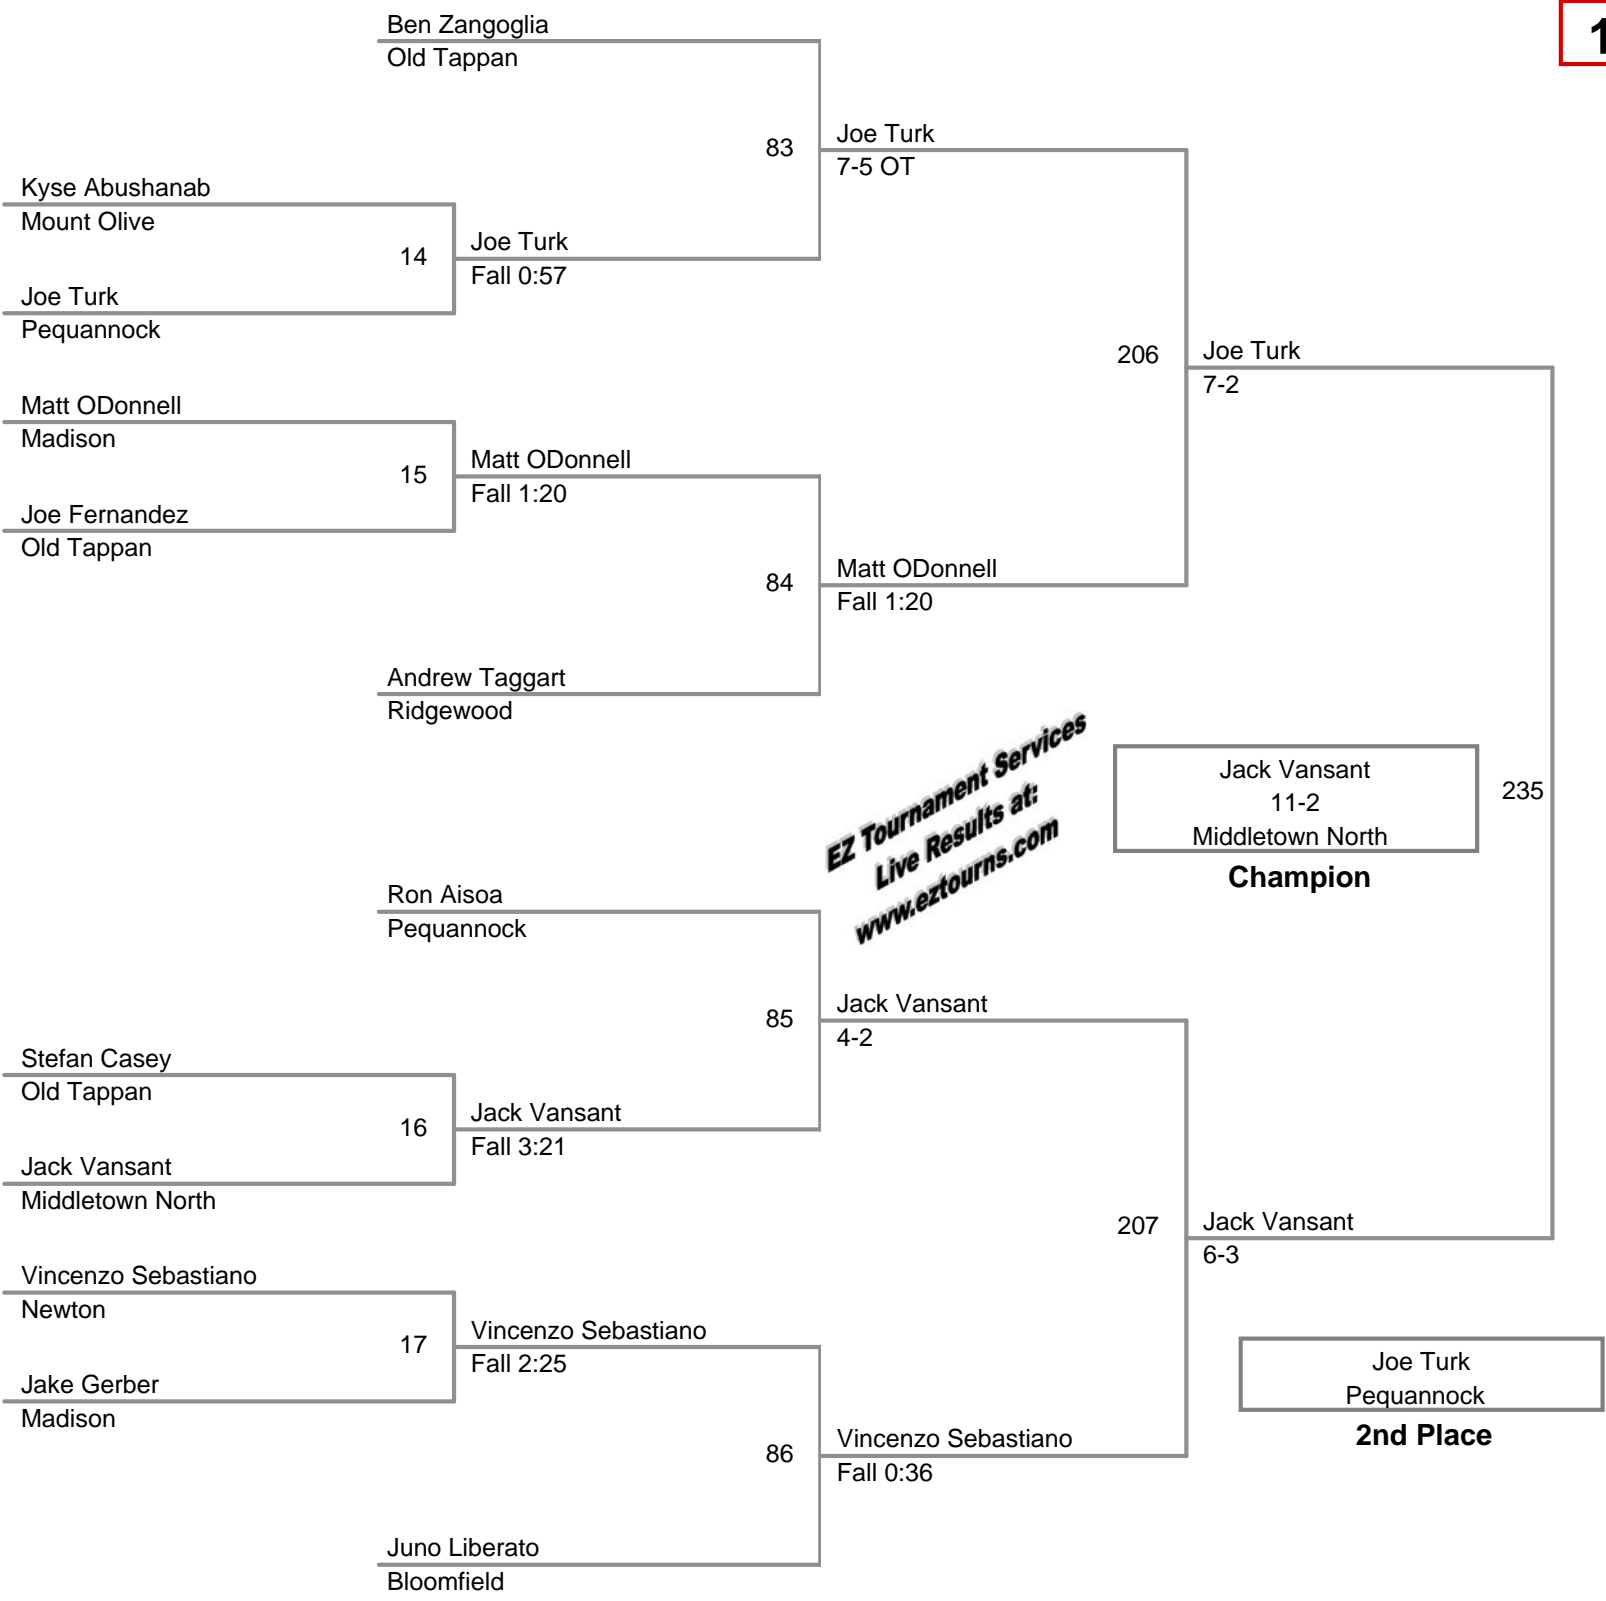 Ben Zangoglia
Old Tappan
1
83
Joe Turk
7-5 OT
Kyse Abushanab
Mount Olive
14
Joe Turk
Fall 0:57
Joe Turk
Pequannock
206
Joe Turk
7-2
Matt ODonnell
Madison
15
Matt ODonnell
Fall 1:20
Joe Fernandez
Old Tappan
84
Matt ODonnell
Fall 1:20
Andrew Taggart
Ridgewood
EZ Tournament Services
Live Results at:
www.eztourns.com
Jack Vansant
11-2
Middletown North
Champion
235
Ron Aisoa
Pequannock
85
Jack Vansant
4-2
Stefan Casey
Old Tappan
16
Jack Vansant
Fall 3:21
Jack Vansant
Middletown North
207
Jack Vansant
6-3
Vincenzo Sebastiano
Newton
17
Vincenzo Sebastiano
Fall 2:25
Jake Gerber
Madison
Joe Turk
Pequannock
2nd Place
86
Vincenzo Sebastiano
Fall 0:36
Juno Liberato
Bloomfield